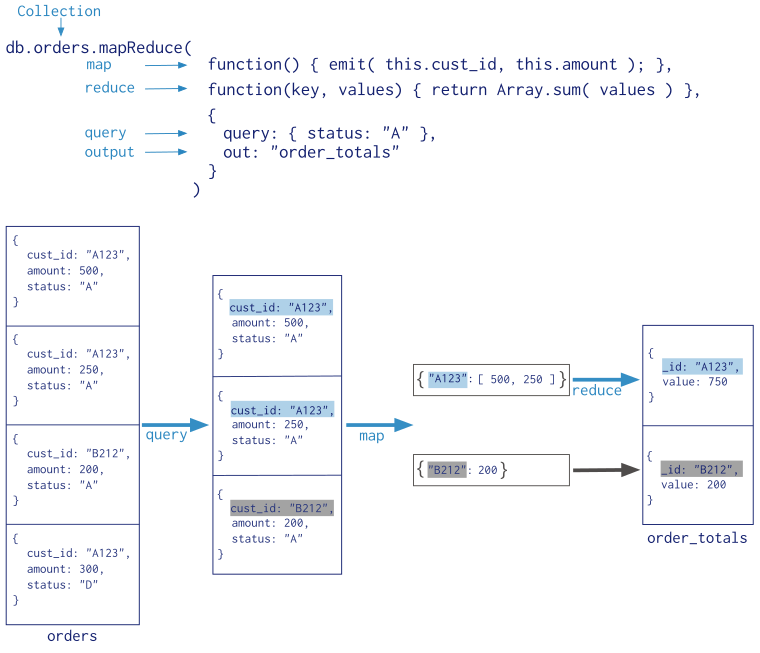 Collection
db.orders.mapReduce(
map function() { emit( this.cust_id, this.amount ); },
reduce function(key, values) { return Array.sum( values ) },
{
query query: { status: "A" },
output out: "order_totals"
}
)
{
cust_id: "A123",
amount: 500,
status: "A"
}
{
cust_id: "A123",
amount: 250,
status: "A"
}
{
cust_id: "B212",
amount: 200,
status: "A"
}
{
cust_id: "A123",
amount: 300,
status: "D"
}
orders
query
{
cust_id: "A123",
amount: 500,
status: "A"
}
{
cust_id: "A123",
amount: 250,
status: "A"
}
{
cust_id: "B212",
amount: 200,
status: "A"
}
map
{"A123": [ 500, 250 ]}
{"B212": 200}
reduce
{
_id: "A123",
value: 750
}
{
_id: "B212",
value: 200
}
order_totals